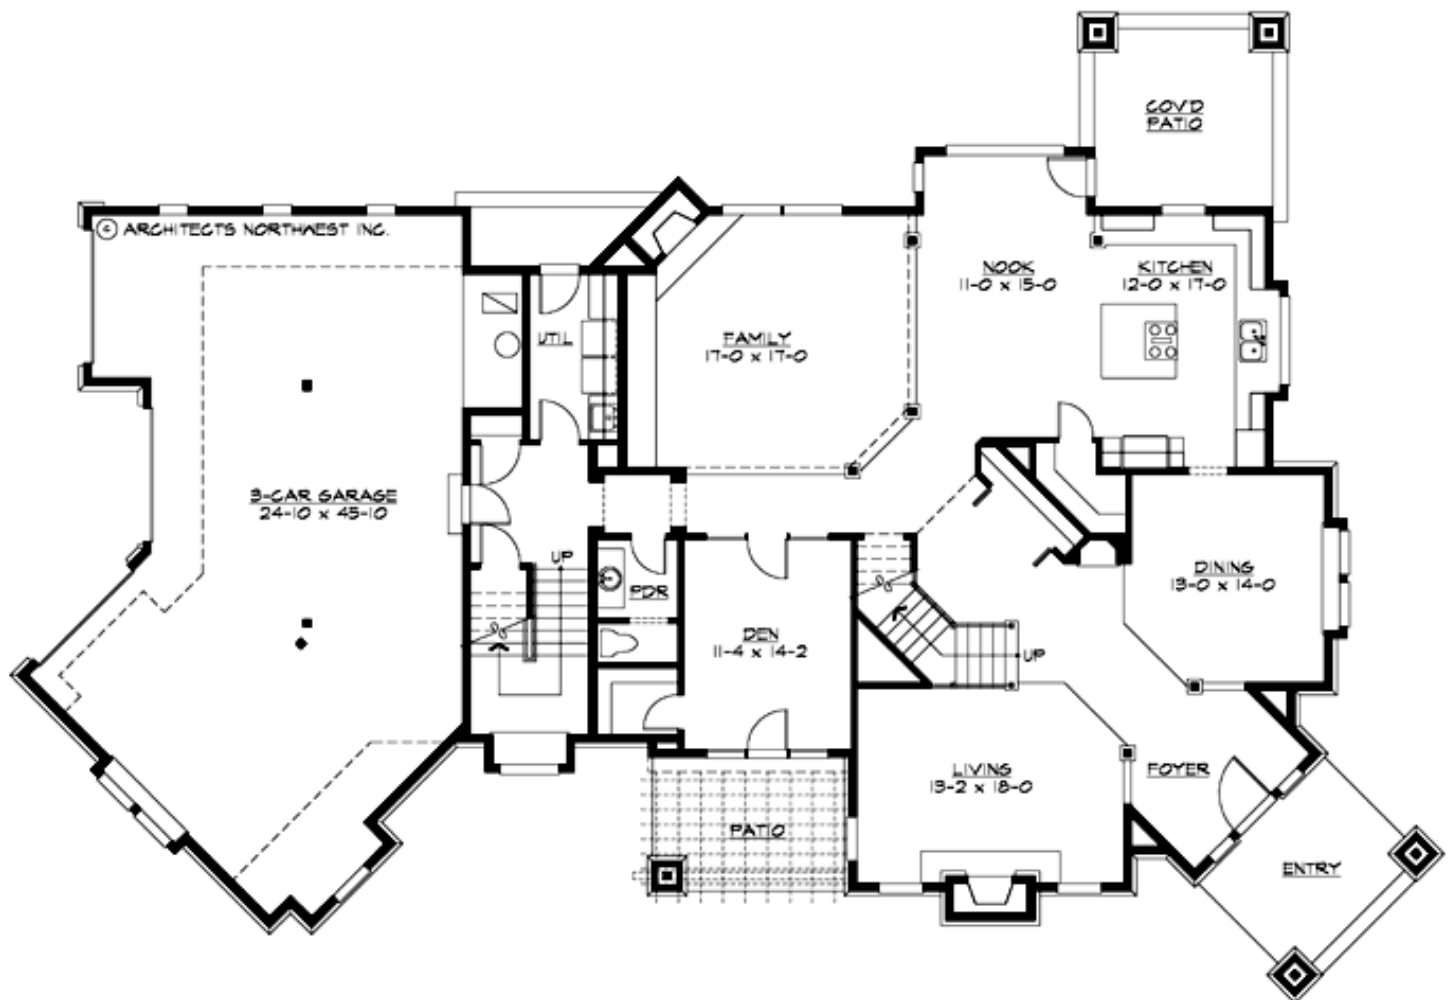 COV'D
PATIO
© ARCHITECTS NORTHWEST INC.
NOOK
11-0 x 15-0
KITCHEN
12-0 x 17-0
UTIL
FAMILY
17-0 x 17-0
3-CAR GARAGE
24-10 x 45-10
UP
PDR
DINING
13-0 x 14-0
DEN
11-4 x 14-2
UP
LIVING
13-2 x 18-0
FOYER
PATIO
ENTRY